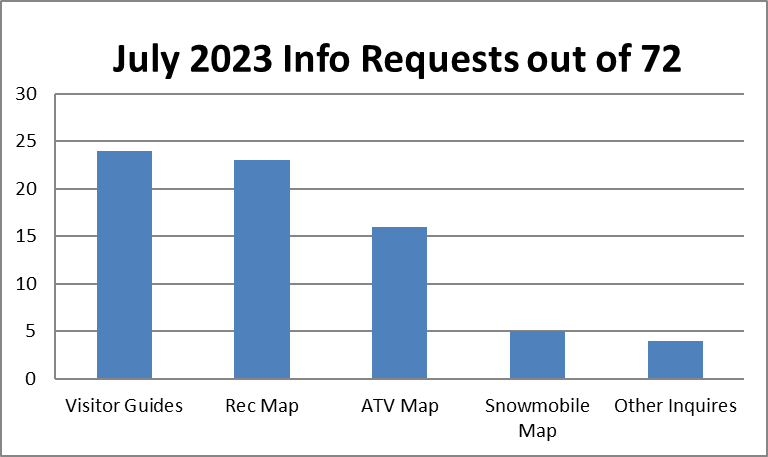 July 2023 Info Requests out of 72
30
25
20
15
10
5
0
Visitor Guides
Rec Map
ATV Map
Snowmobile
Map
Other Inquires